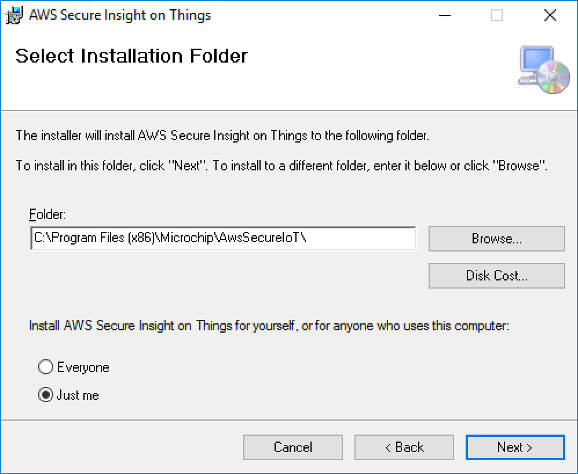 AWS Secure Insight on Things
Select Installation Folder
The installer will install AWS Secure Insight on Things to the following folder.
To install in this folder, click "Next". To install to a different folder, enter it below or click "Browse".
Folder:
C:\Program Files (x86)\Microchip\AwsSecureIoT\
Browse...
Disk Cost...
Install AWS Secure Insight on Things for yourself, or for anyone who uses this computer:
Everyone
Just me
Cancel
< Back
Next >